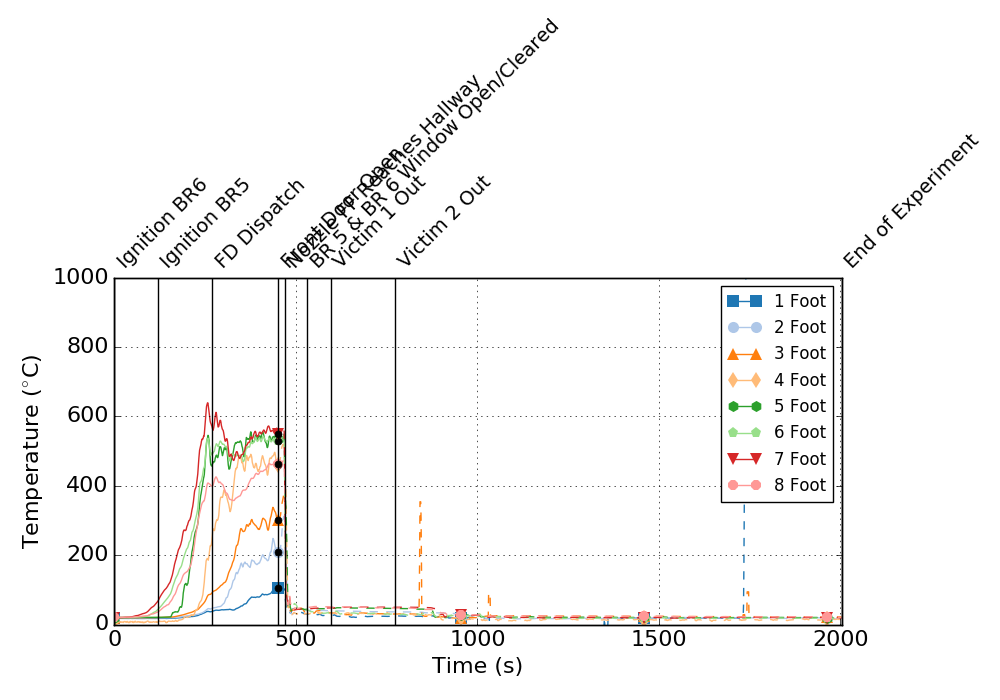 Ignition BR6
Ignition BR5
FD Dispatch
Front Door Open
Nozzle FF Reaches Hallway
BR 5 & BR 6 Window Open/Cleared
Victim 1 Out
Victim 2 Out
End of Experiment
1000
800
600
400
200
0
Temperature (°C)
0
500
1000
1500
2000
Time (s)
1 Foot
2 Foot
3 Foot
4 Foot
5 Foot
6 Foot
7 Foot
8 Foot